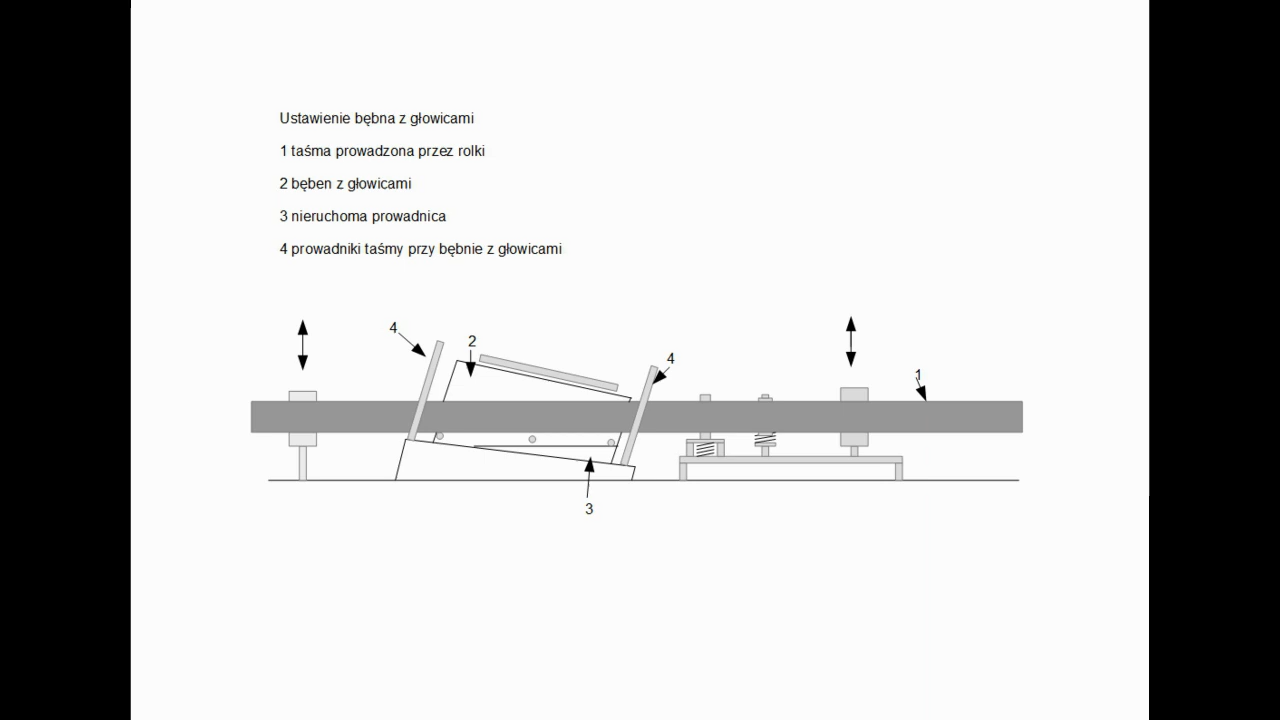 Ustawienie bębna z głowicami
1 taśma prowadzona przez rolki
2 bęben z głowicami
3 nieruchoma prowadnica
4 prowadniki taśmy przy bębnie z głowicami
4
2
4
1
3